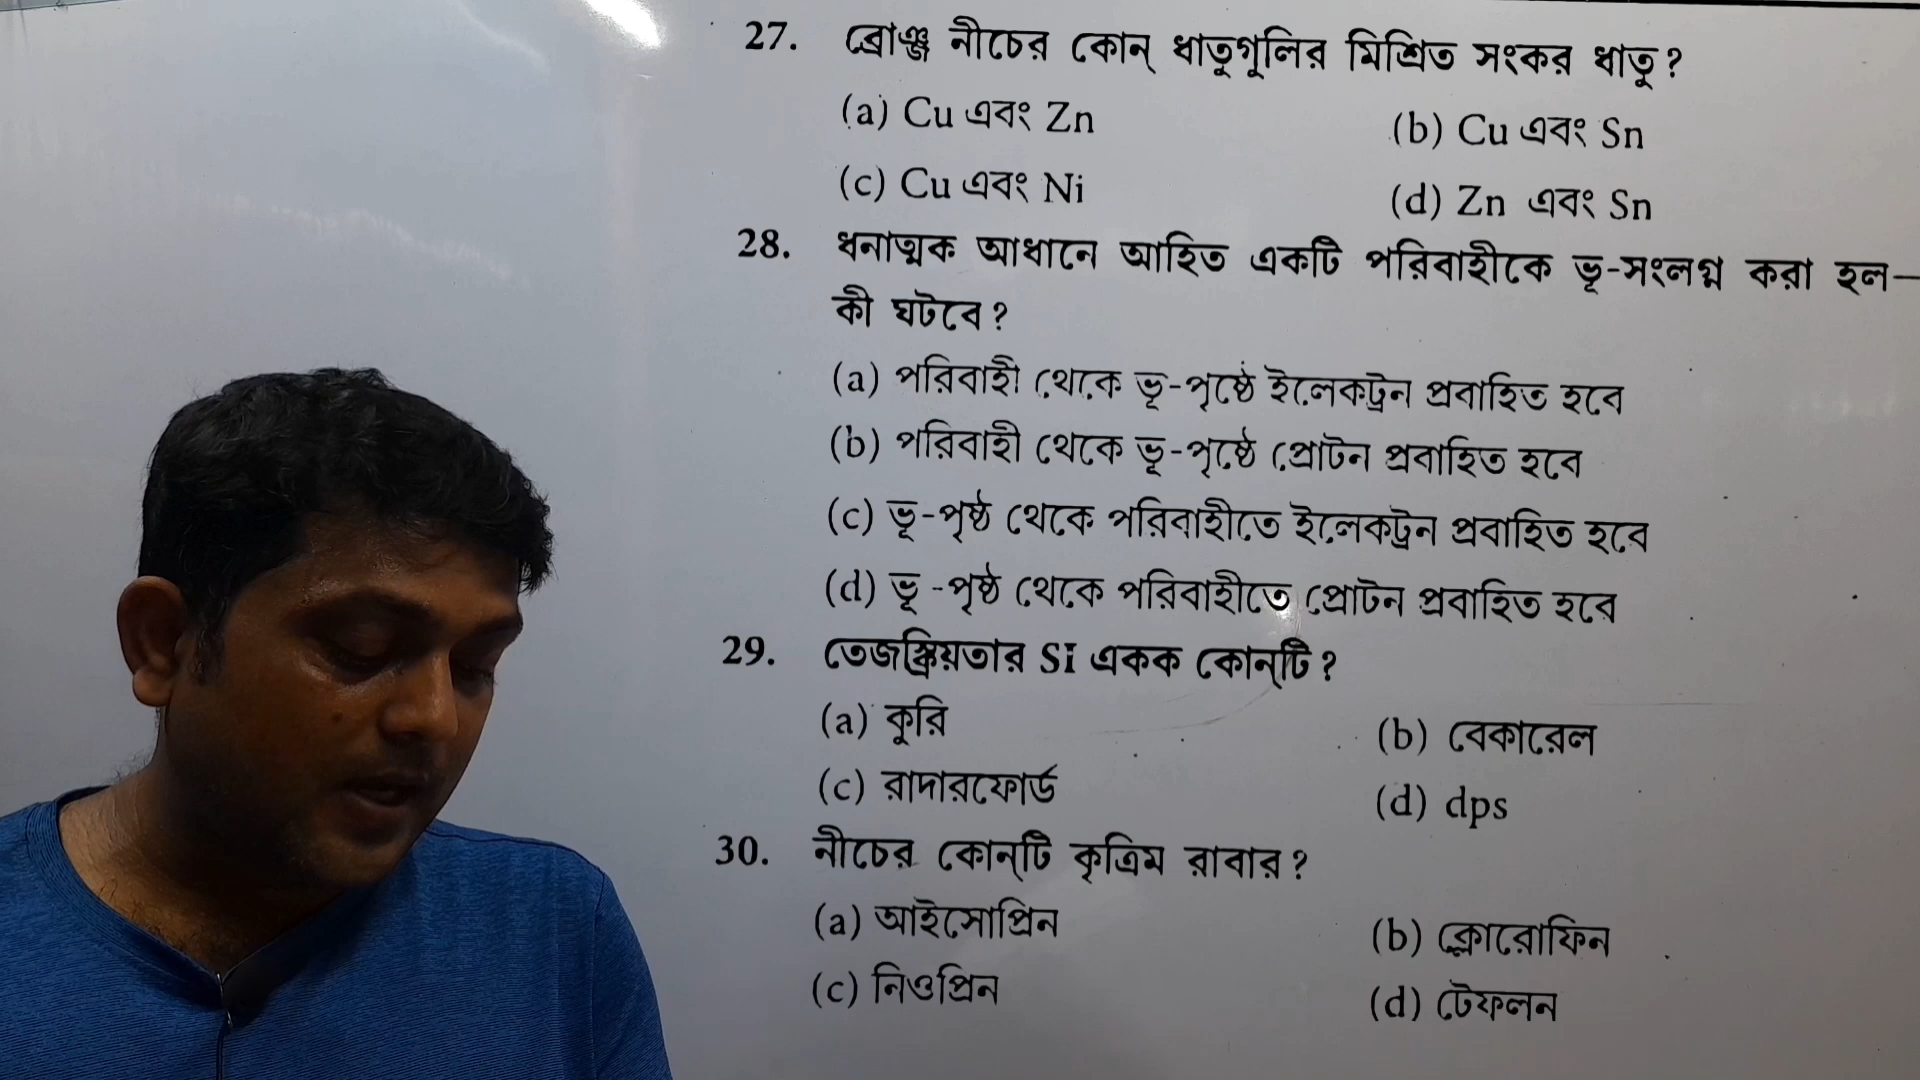 27. ব্রোঞ্জ নীচের কোন্ ধাতুগুলির মিশ্রিত সংকর ধাতু?
(a) Cu এবং Zn (b) Cu এবং Sn
(c) Cu এবং Ni (d) Zn এবং Sn
28. ধনাত্মক আধানে আহিত একটি পরিবাহীকে ভূ-সংলগ্ন করা হল—
কী ঘটবে?
(a) পরিবাহী থেকে ভূ-পৃষ্ঠে ইলেকট্রন প্রবাহিত হবে
(b) পরিবাহী থেকে ভূ-পৃষ্ঠে প্রোটন প্রবাহিত হবে
(c) ভূ-পৃষ্ঠ থেকে পরিবাহীতে ইলেকট্রন প্রবাহিত হবে
(d) ভূ -পৃষ্ঠ থেকে পরিবাহীতে প্রোটন প্রবাহিত হবে
29. তেজস্ক্রিয়তার SI একক কোন্‌টি?
(a) কুরি (b) বেকারেল
(c) রাদারফোর্ড (d) dps
30. নীচের কোন্‌টি কৃত্রিম রাবার?
(a) আইসোপ্রিন (b) ক্লোরোফিন
(c) নিওপ্রিন (d) টেফলন